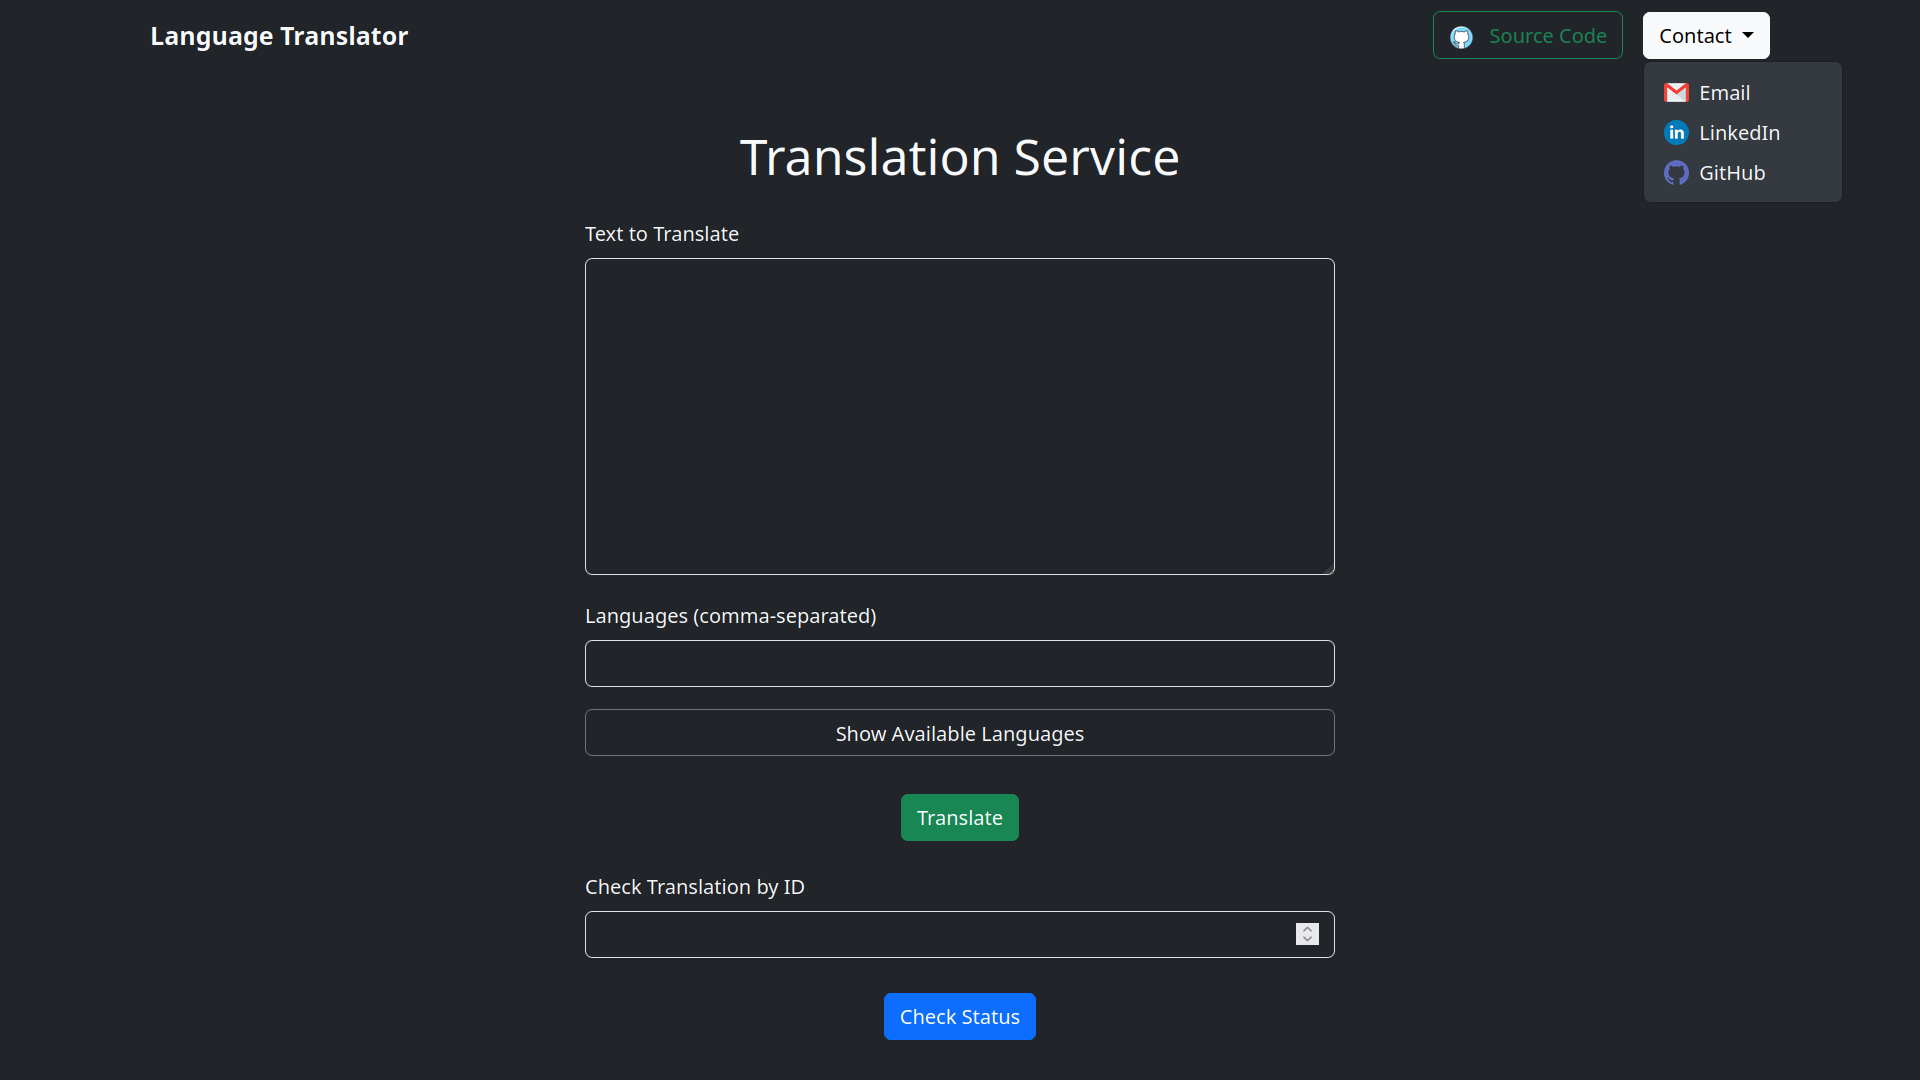 Language Translator
Source Code
Contact
Email
LinkedIn
GitHub
Translation Service
Text to Translate
Languages (comma-separated)
Show Available Languages
Translate
Check Translation by ID
Check Status